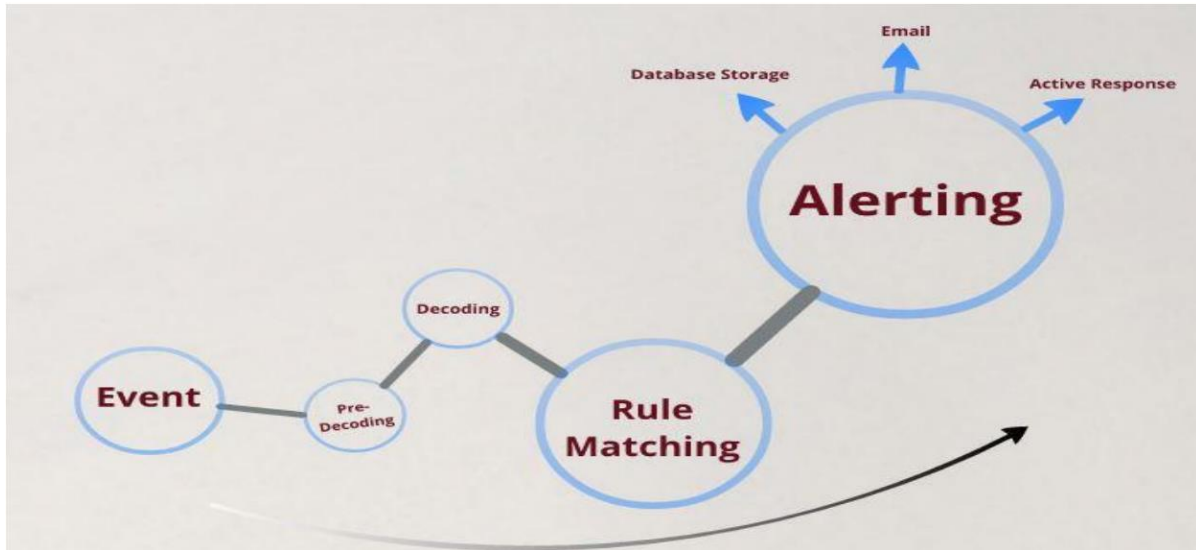 Email
Database Storage
Active Response
Alerting
Decoding
Event
Pre-
Decoding
Rule
Matching